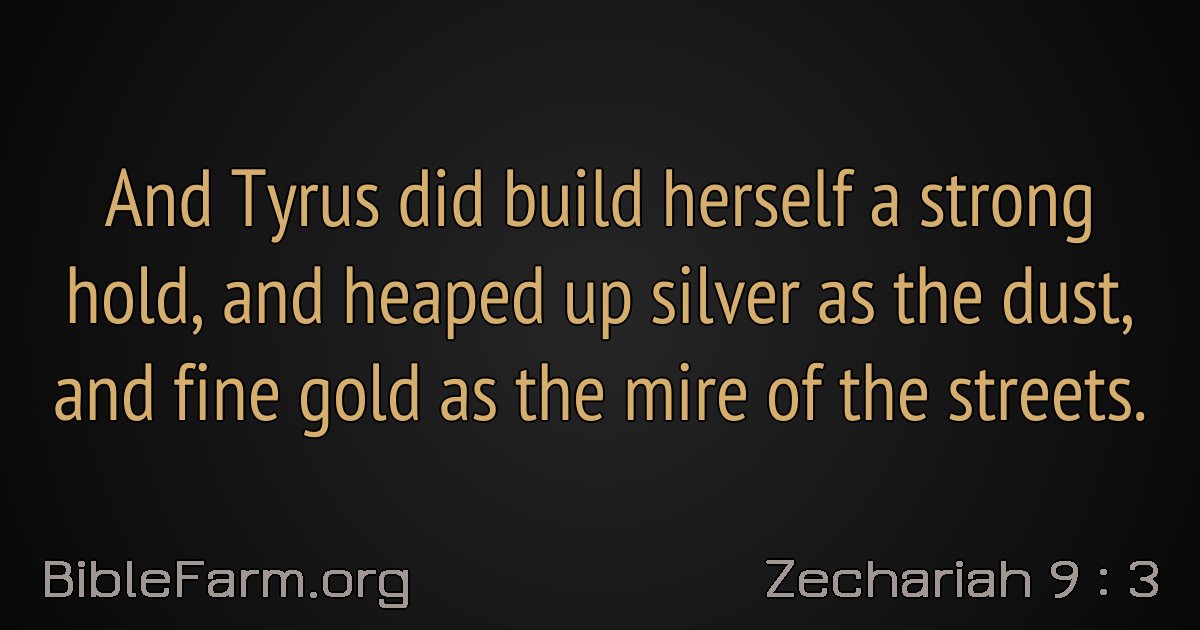 And Tyrus did build herself a strong
hold, and heaped up silver as the dust,
and fine gold as the mire of the streets.
BibleFarm.org
Zechariah 9 : 3